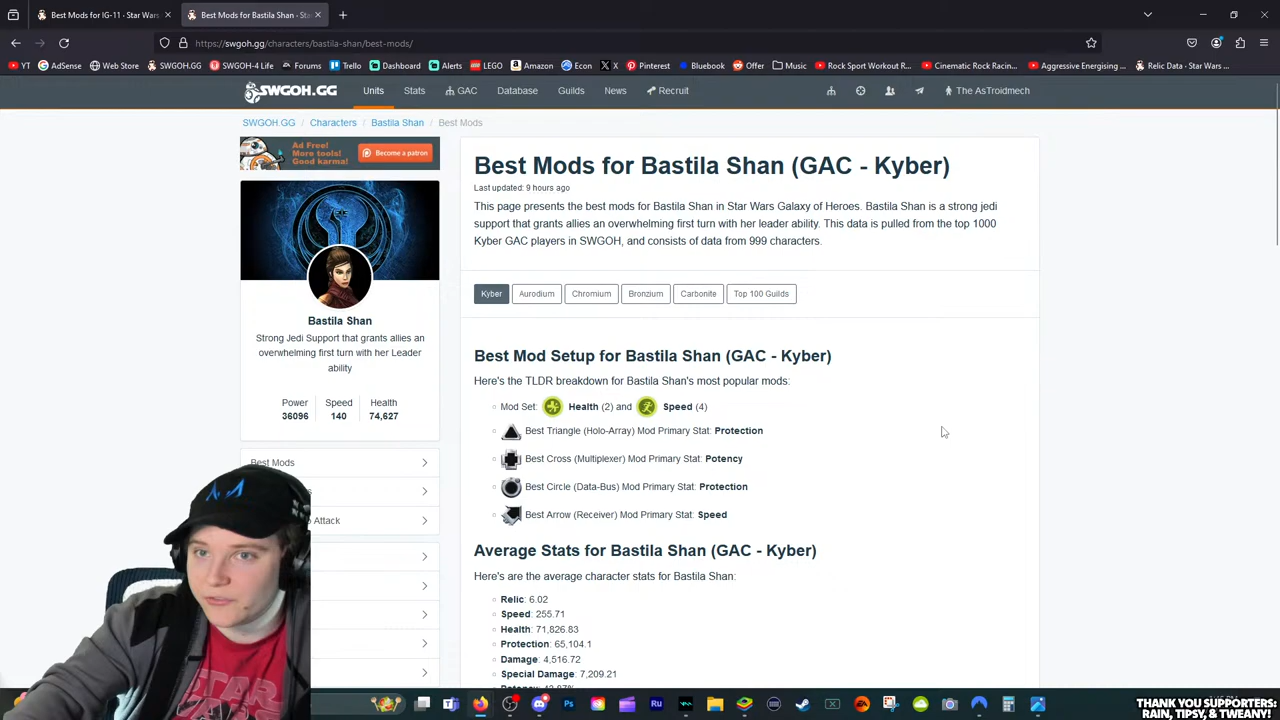 Best Mods for IG-11 - Star Wars
Best Mods for Bastila Shan - Sta
https://swgoh.gg/characters/bastila-shan/best-mods/
YT
AdSense
Web Store
SWGOH.GG
SWGOH-4 Life
Forums
Trello
Dashboard
Alerts
LEGO
Amazon
Econ
X
Pinterest
Bluebook
Offer
Music
Rock Sport Workout R...
Cinematic Rock Racin...
Aggressive Energising ...
Relic Data · Star Wars ...
SWGOH.GG
Units
Stats
GAC
Database
Guilds
News
Recruit
The AsTroidmech
SWGOH.GG / Characters / Bastila Shan / Best Mods
Ad Free!
More tools!
Good karma!
Become a patron
Bastila Shan
Strong Jedi Support that grants allies an
overwhelming first turn with her Leader
ability
Power Speed Health
36096 140 74,627
Best Mods
Attack
Best Mods for Bastila Shan (GAC - Kyber)
Last updated: 9 hours ago
This page presents the best mods for Bastila Shan in Star Wars Galaxy of Heroes. Bastila Shan is a strong jedi
support that grants allies an overwhelming first turn with her leader ability. This data is pulled from the top 1000
Kyber GAC players in SWGOH, and consists of data from 999 characters.
Kyber
Aurodium
Chromium
Bronzium
Carbonite
Top 100 Guilds
Best Mod Setup for Bastila Shan (GAC - Kyber)
Here's the TLDR breakdown for Bastila Shan's most popular mods:
Mod Set: Health (2) and Speed (4)
Best Triangle (Holo-Array) Mod Primary Stat: Protection
Best Cross (Multiplexer) Mod Primary Stat: Potency
Best Circle (Data-Bus) Mod Primary Stat: Protection
Best Arrow (Receiver) Mod Primary Stat: Speed
Average Stats for Bastila Shan (GAC - Kyber)
Here's are the average character stats for Bastila Shan:
Relic: 6.02
Speed: 255.71
Health: 71,826.83
Protection: 65,104.1
Damage: 4,516.72
Special Damage: 7,209.21
THANK YOU SUPPORTERS:
RAIN, TIPSY, & TWEANY!